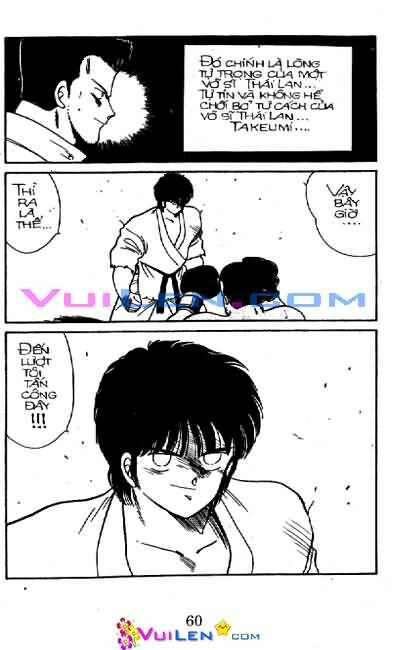 ĐÓ CHÍNH LÀ LÒNG
TỰ TRỌNG CỦA MỘT
VÕ SĨ THÁI LAN...
TỰ TIN VÀ KHÔNG HỀ
CHỐI BỎ TƯ CÁCH CỦA
VÕ SĨ THÁI LAN...
TAKEUMI....
THÌ
RA
LÀ
THẾ...
VẬY
BÂY
GIỜ
....
VUILEN.COM
ĐẾN
LƯỢT
TÔI
TẤN
CÔNG
ĐÂY
!!!
60
VUILEN.COM